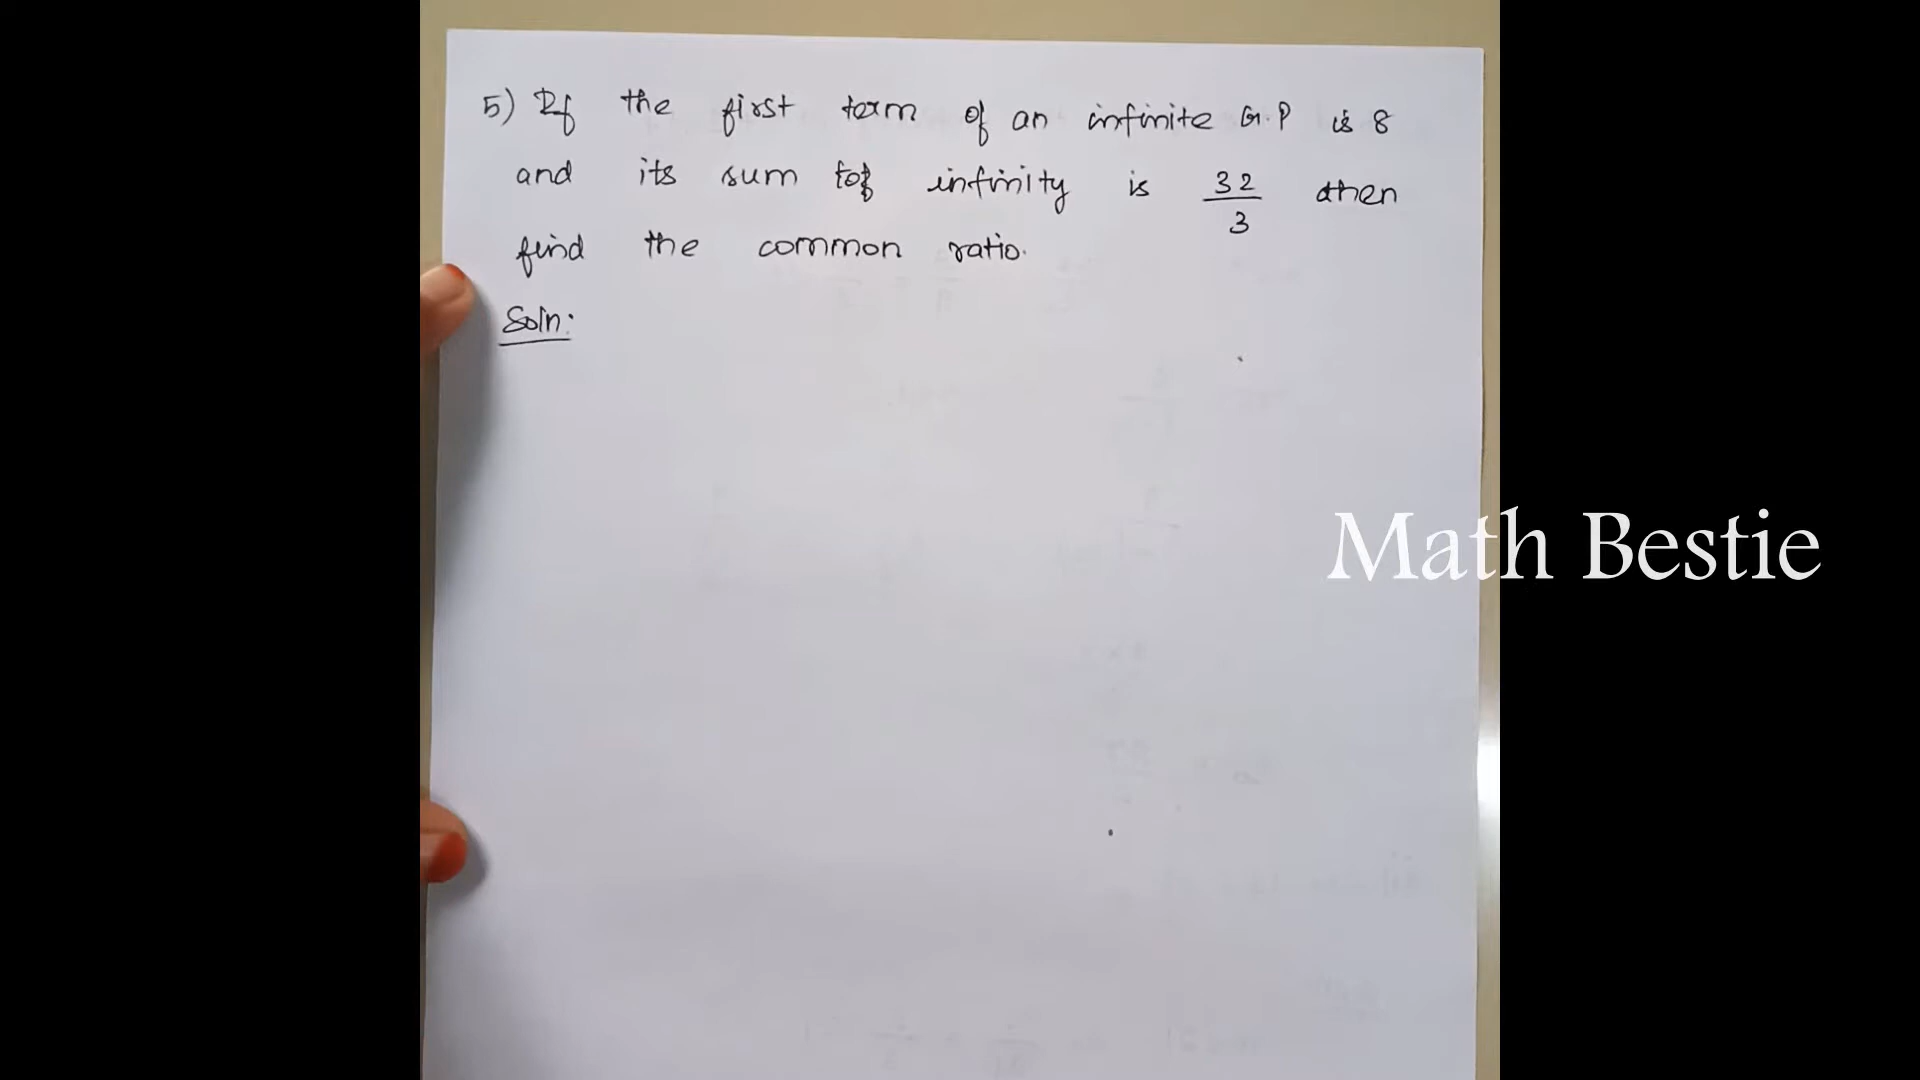 5) If the first term of an infinite G.P is 8
and its sum to infinity is 32/3 then
find the common ratio.
Soln:
Math Bestie